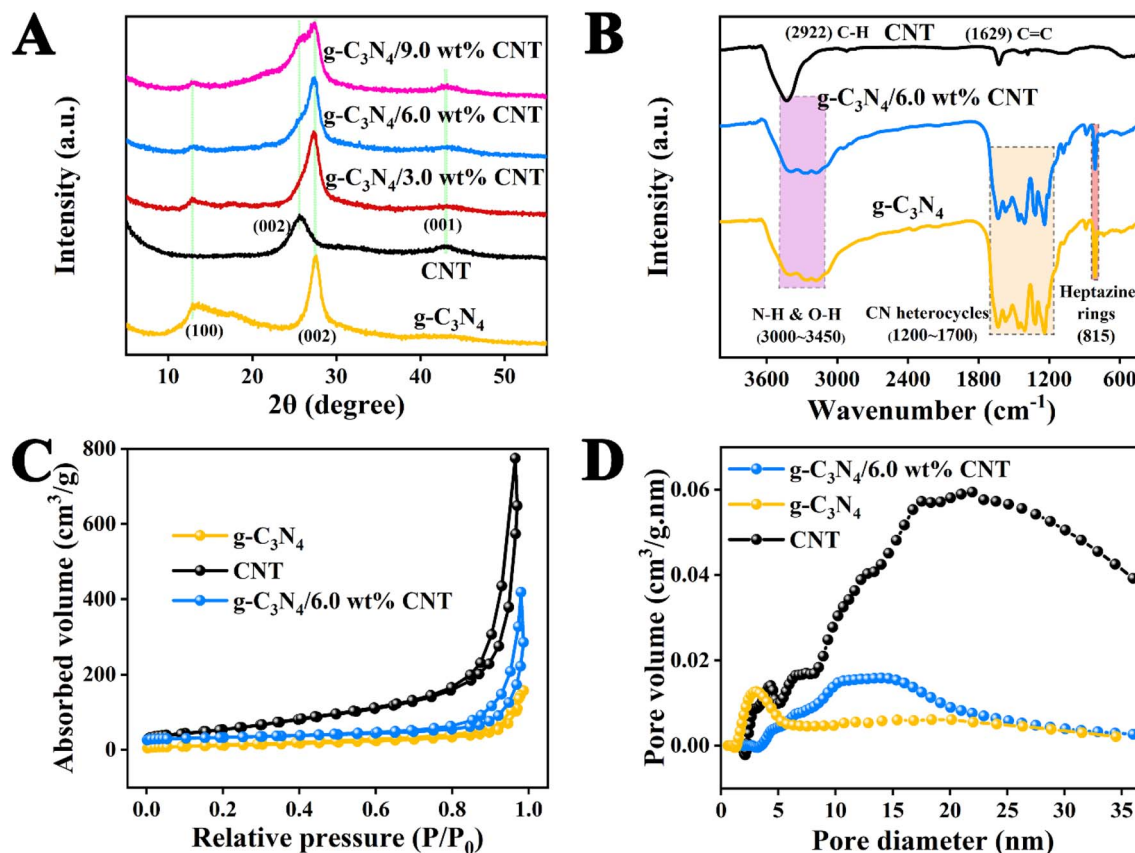 A
g-C₃N₄/9.0 wt% CNT
g-C₃N₄/6.0 wt% CNT
g-C₃N₄/3.0 wt% CNT
(002)
(001)
CNT
(100)
(002)
g-C₃N₄
Intensity (a.u.)
10 20 30 40 50
2θ (degree)
B
(2922) C-H
CNT
(1629) C=C
g-C₃N₄/6.0 wt% CNT
g-C₃N₄
N-H & O-H
(3000~3450)
CN heterocycles
(1200~1700)
Heptazine
rings
(815)
Intensity (a.u.)
3600 3000 2400 1800 1200 600
Wavenumber (cm⁻¹)
C
800
600
400
200
0
Absorbed volume (cm³/g)
g-C₃N₄
CNT
g-C₃N₄/6.0 wt% CNT
0.0 0.2 0.4 0.6 0.8 1.0
Relative pressure (P/P₀)
D
g-C₃N₄/6.0 wt% CNT
g-C₃N₄
CNT
0.06
0.04
0.02
0.00
Pore volume (cm³/g.nm)
0 5 10 15 20 25 30 35
Pore diameter (nm)